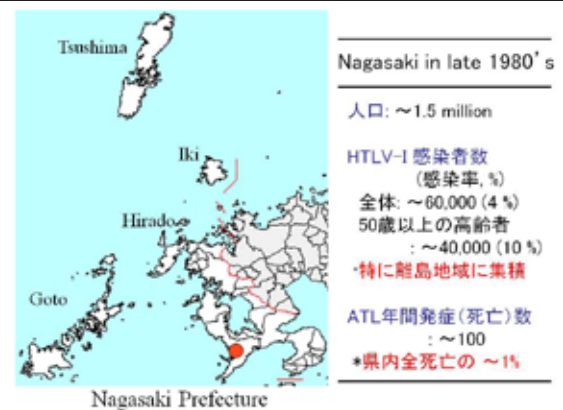 Tsushima
Iki
Hirado
Goto
Nagasaki Prefecture
Nagasaki in late 1980's
人口: ～1.5 million
HTLV-I 感染者数
(感染率, %)
全体: ～60,000 (4 %)
50歳以上の高齢者
: ～40,000 (10 %)
・特に離島地域に集積
ATL年間発症(死亡)数
: ～100
*県内全死亡の ～1%